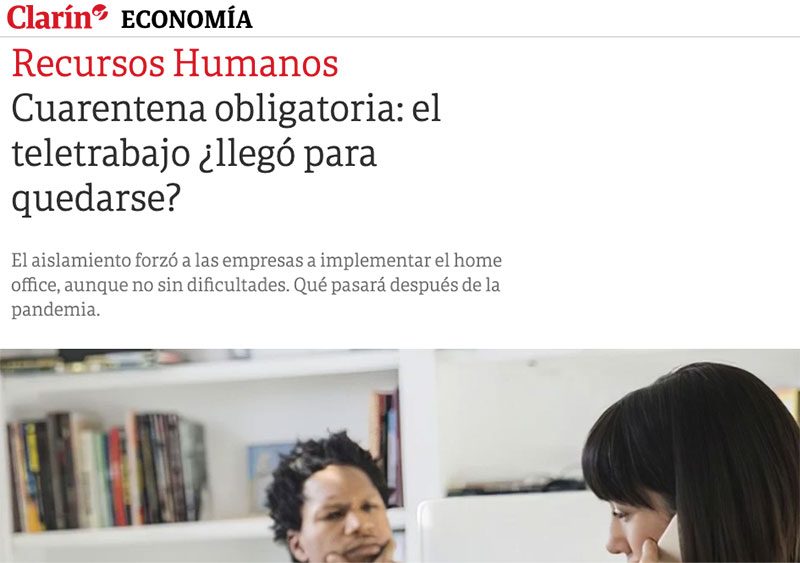 Clarín ECONOMÍA
Recursos Humanos
Cuarentena obligatoria: el
teletrabajo ¿llegó para
quedarse?
El aislamiento forzó a las empresas a implementar el home
office, aunque no sin dificultades. Qué pasará después de la
pandemia.